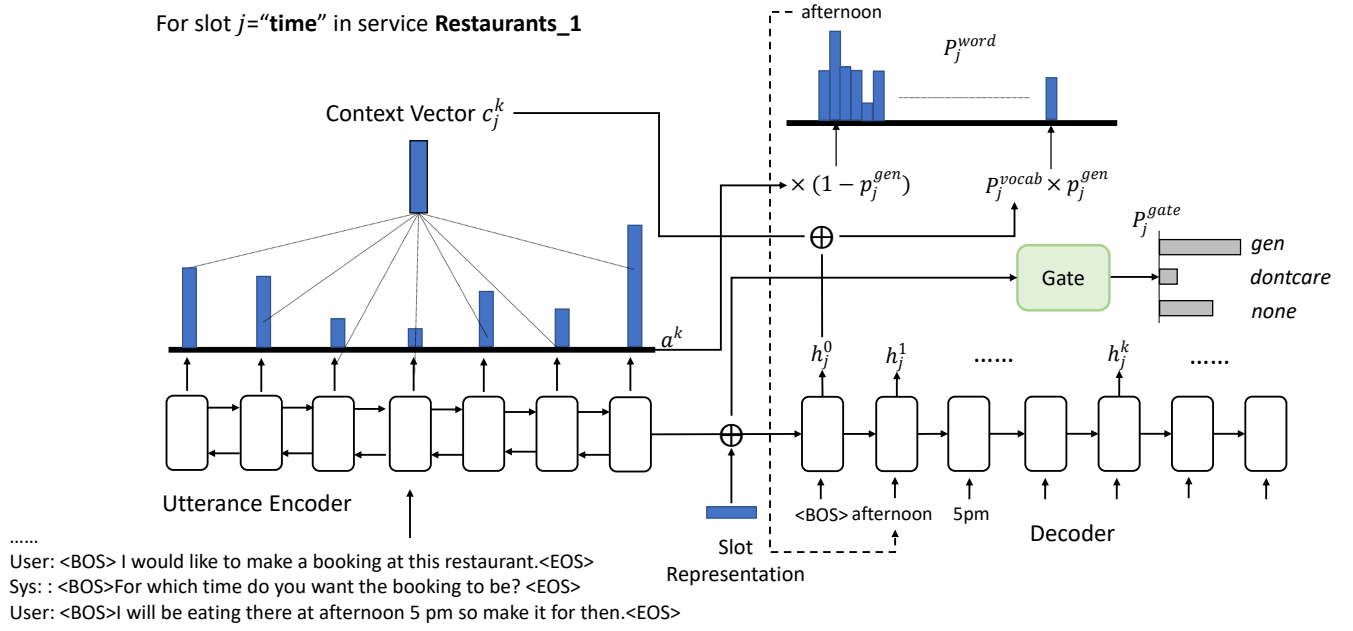 For slot j=“time” in service Restaurants_1
afternoon
P_j^{word}
Context Vector c_j^k
× (1 − p_j^{gen})
P_j^{vocab} × p_j^{gen}
P_j^{gate}
gen
dontcare
none
Gate
a^k
h_j^0
h_j^1
......
h_j^k
......
Utterance Encoder
<BOS> afternoon 5pm
Decoder
Slot
Representation
......
User: <BOS> I would like to make a booking at this restaurant.<EOS>
Sys: : <BOS>For which time do you want the booking to be? <EOS>
User: <BOS>I will be eating there at afternoon 5 pm so make it for then.<EOS>